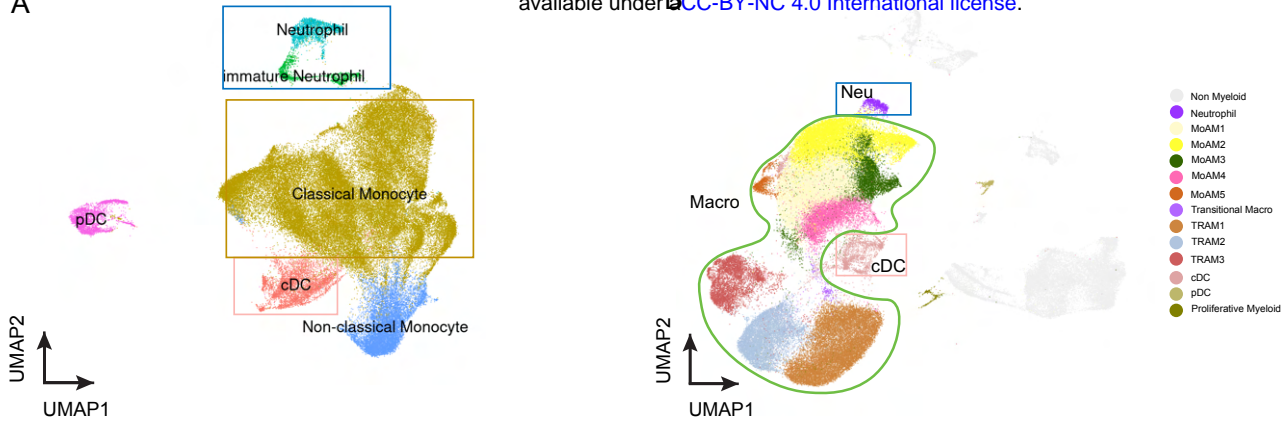 A
available under aCC-BY-NC 4.0 International license.
Neutrophil
immature Neutrophil
Classical Monocyte
pDC
cDC
Non-classical Monocyte
UMAP2
UMAP1
Neu
Macro
cDC
UMAP2
UMAP1
Non Myeloid
Neutrophil
MoAM1
MoAM2
MoAM3
MoAM4
MoAM5
Transitional Macro
TRAM1
TRAM2
TRAM3
cDC
pDC
Proliferative Myeloid